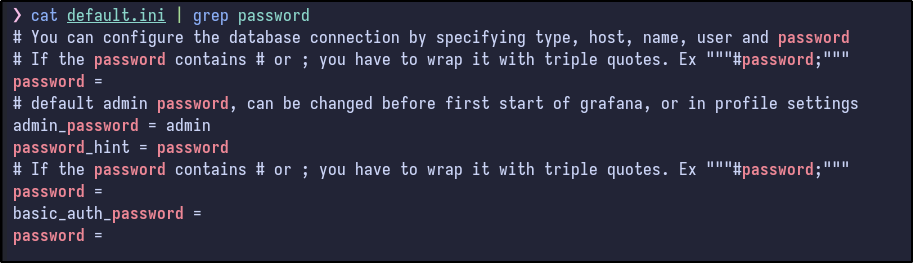 ❯ cat default.ini | grep password
# You can configure the database connection by specifying type, host, name, user and password
# If the password contains # or ; you have to wrap it with triple quotes. Ex """#password;"""
password =
# default admin password, can be changed before first start of grafana, or in profile settings
admin_password = admin
password_hint = password
# If the password contains # or ; you have to wrap it with triple quotes. Ex """#password;"""
password =
basic_auth_password =
password =